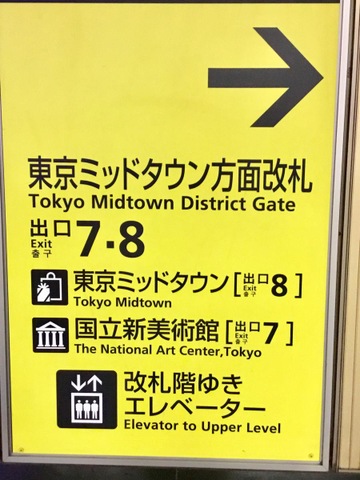 東京ミッドタウン方面改札
Tokyo Midtown District Gate
出口 Exit 출구 7・8
東京ミッドタウン[出口 Exit 출구 8]
Tokyo Midtown
国立新美術館[出口 Exit 출구 7]
The National Art Center,Tokyo
改札階ゆき
エレベーター
Elevator to Upper Level